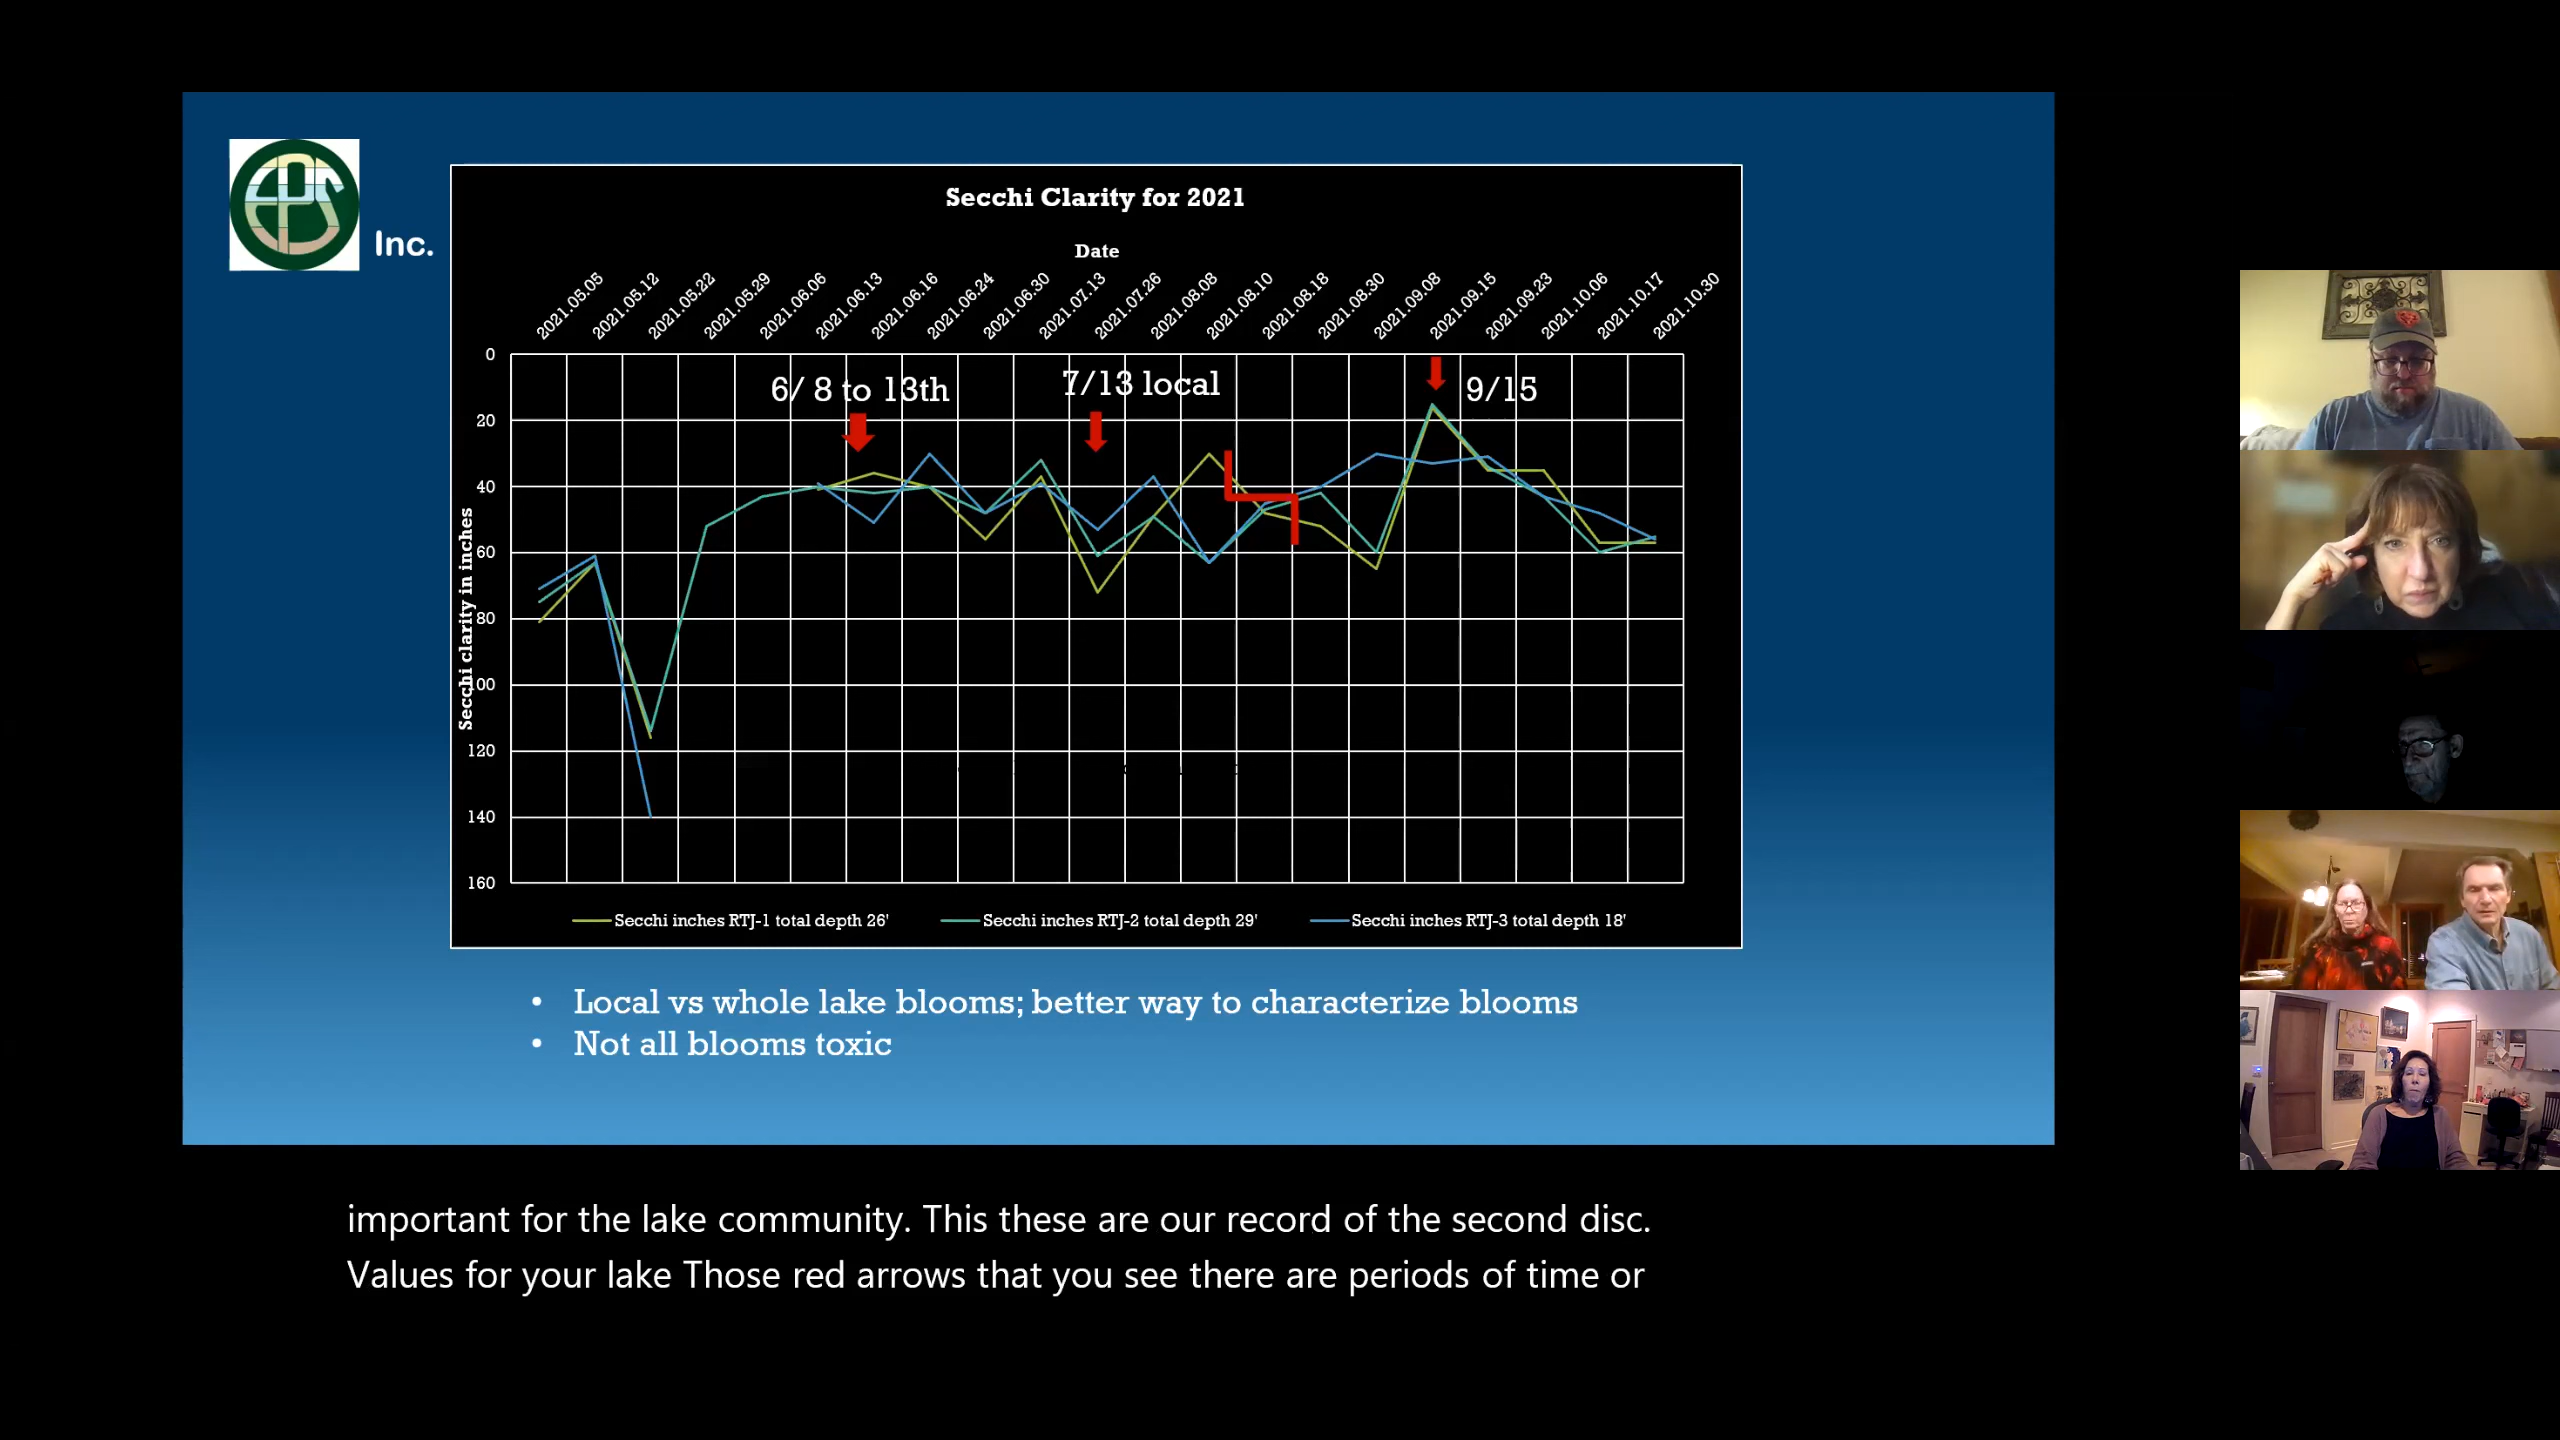 EPS
Inc.
Secchi Clarity for 2021
Date
2021.05.05
2021.05.12
2021.05.22
2021.05.29
2021.06.06
2021.06.13
2021.06.16
2021.06.24
2021.06.30
2021.07.13
2021.07.26
2021.08.08
2021.08.10
2021.08.18
2021.08.30
2021.09.08
2021.09.15
2021.09.23
2021.10.06
2021.10.17
2021.10.30
Secchi clarity in inches
0
20
40
60
80
100
120
140
160
6/ 8 to 13th
7/13 local
9/15
Secchi inches RTJ-1 total depth 26'
Secchi inches RTJ-2 total depth 29'
Secchi inches RTJ-3 total depth 18'
• Local vs whole lake blooms; better way to characterize blooms
• Not all blooms toxic
important for the lake community. This these are our record of the second disc.
Values for your lake Those red arrows that you see there are periods of time or